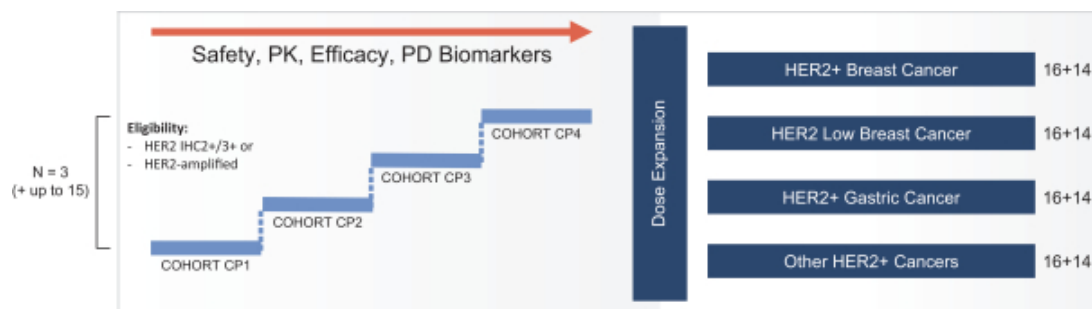 Safety, PK, Efficacy, PD Biomarkers
Eligibility:
- HER2 IHC2+/3+ or
- HER2-amplified
N = 3
(+ up to 15)
COHORT CP1
COHORT CP2
COHORT CP3
COHORT CP4
Dose Expansion
HER2+ Breast Cancer 16+14
HER2 Low Breast Cancer 16+14
HER2+ Gastric Cancer 16+14
Other HER2+ Cancers 16+14